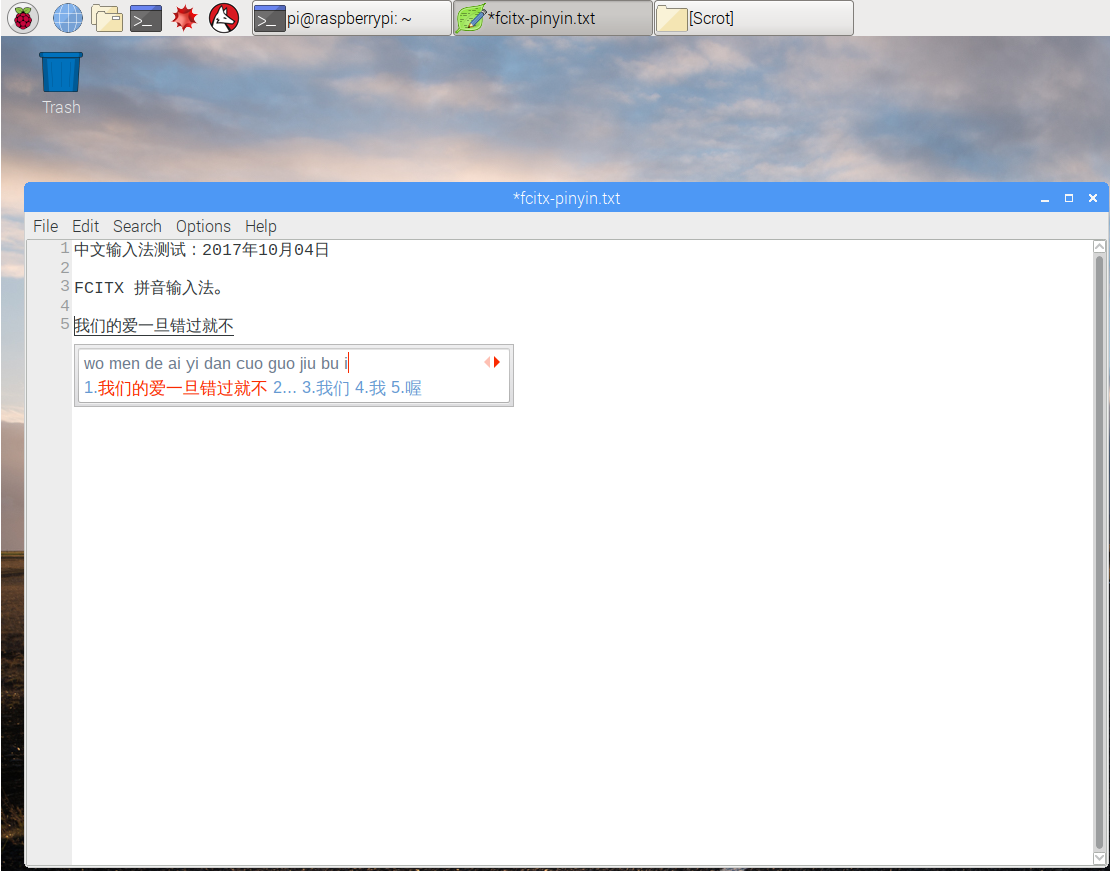 pi@raspberrypi: ~
*fcitx-pinyin.txt
[Scrot]
Trash
*fcitx-pinyin.txt
File Edit Search Options Help
1 中文输入法测试：2017年10月04日
2
3 FCITX 拼音输入法。
4
5 我们的爱一旦错过就不
wo men de ai yi dan cuo guo jiu bu i
1.我们的爱一旦错过就不 2... 3.我们 4.我 5.喔